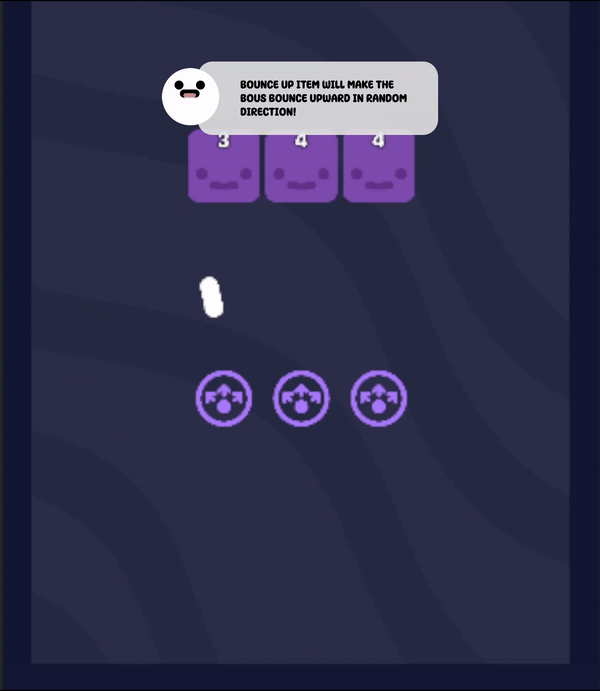 BOUNCE UP ITEM WILL MAKE THE
BOUS BOUNCE UPWARD IN RANDOM
DIRECTION!
3 4 4